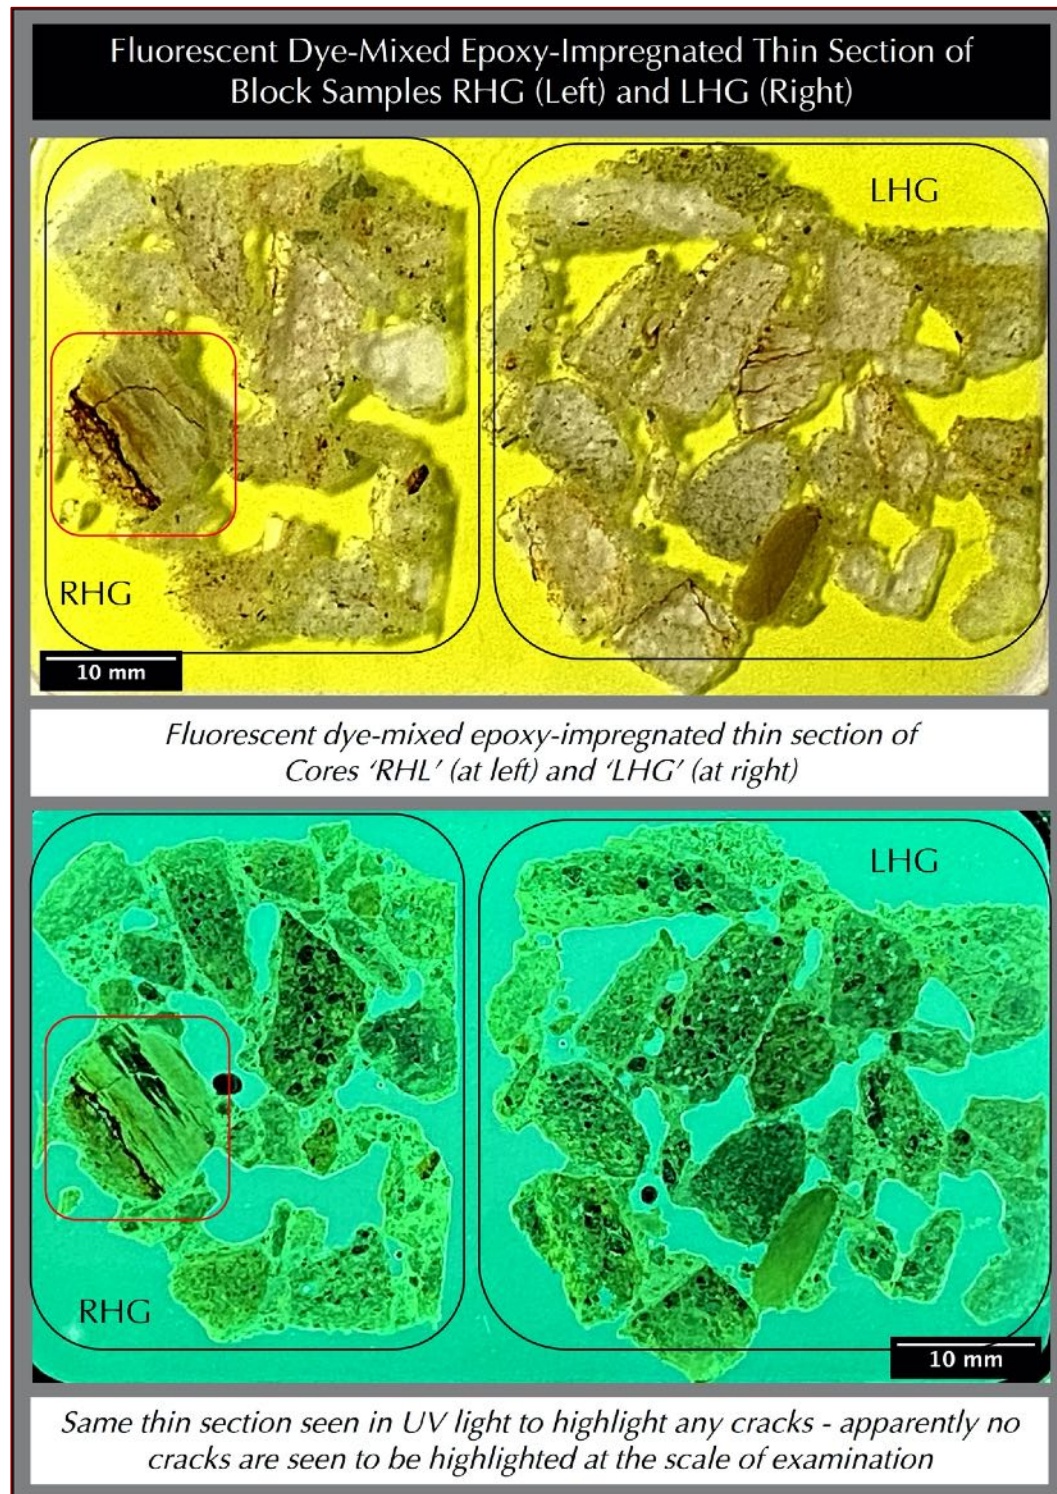 Fluorescent Dye-Mixed Epoxy-Impregnated Thin Section of
Block Samples RHG (Left) and LHG (Right)
LHG
RHG
10 mm
Fluorescent dye-mixed epoxy-impregnated thin section of
Cores ‘RHL’ (at left) and ‘LHG’ (at right)
LHG
RHG
10 mm
Same thin section seen in UV light to highlight any cracks - apparently no
cracks are seen to be highlighted at the scale of examination